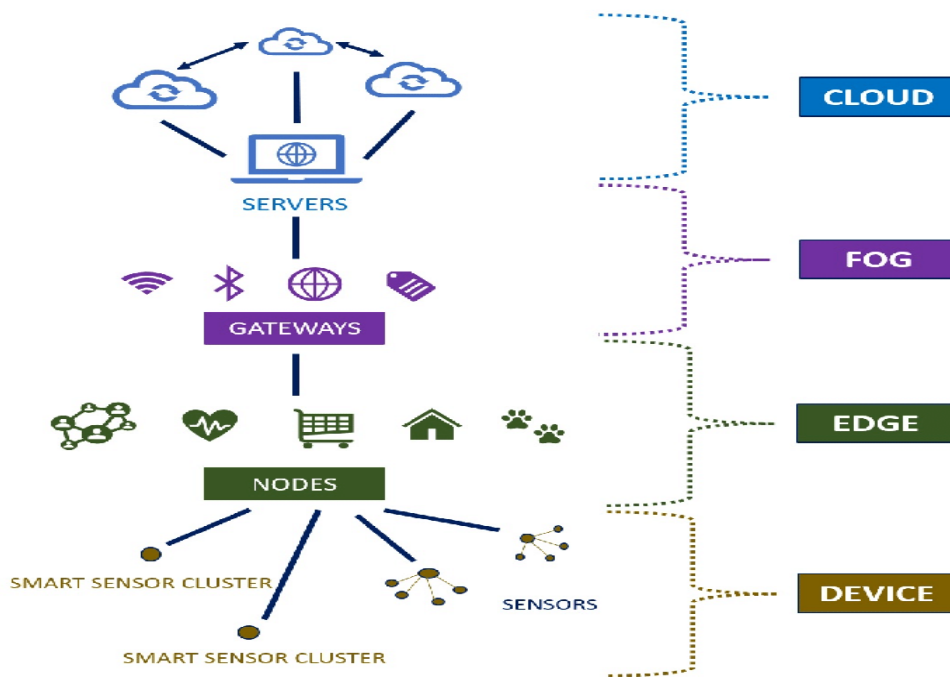 CLOUD
SERVERS
FOG
GATEWAYS
EDGE
NODES
SMART SENSOR CLUSTER
SENSORS
DEVICE
SMART SENSOR CLUSTER